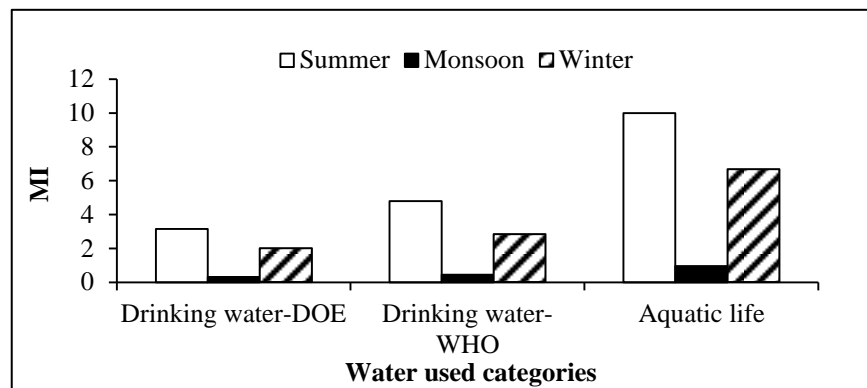 Summer Monsoon Winter
12
10
8
6
4
2
0
MI
Drinking water-DOE Drinking water-WHO Aquatic life
Water used categories